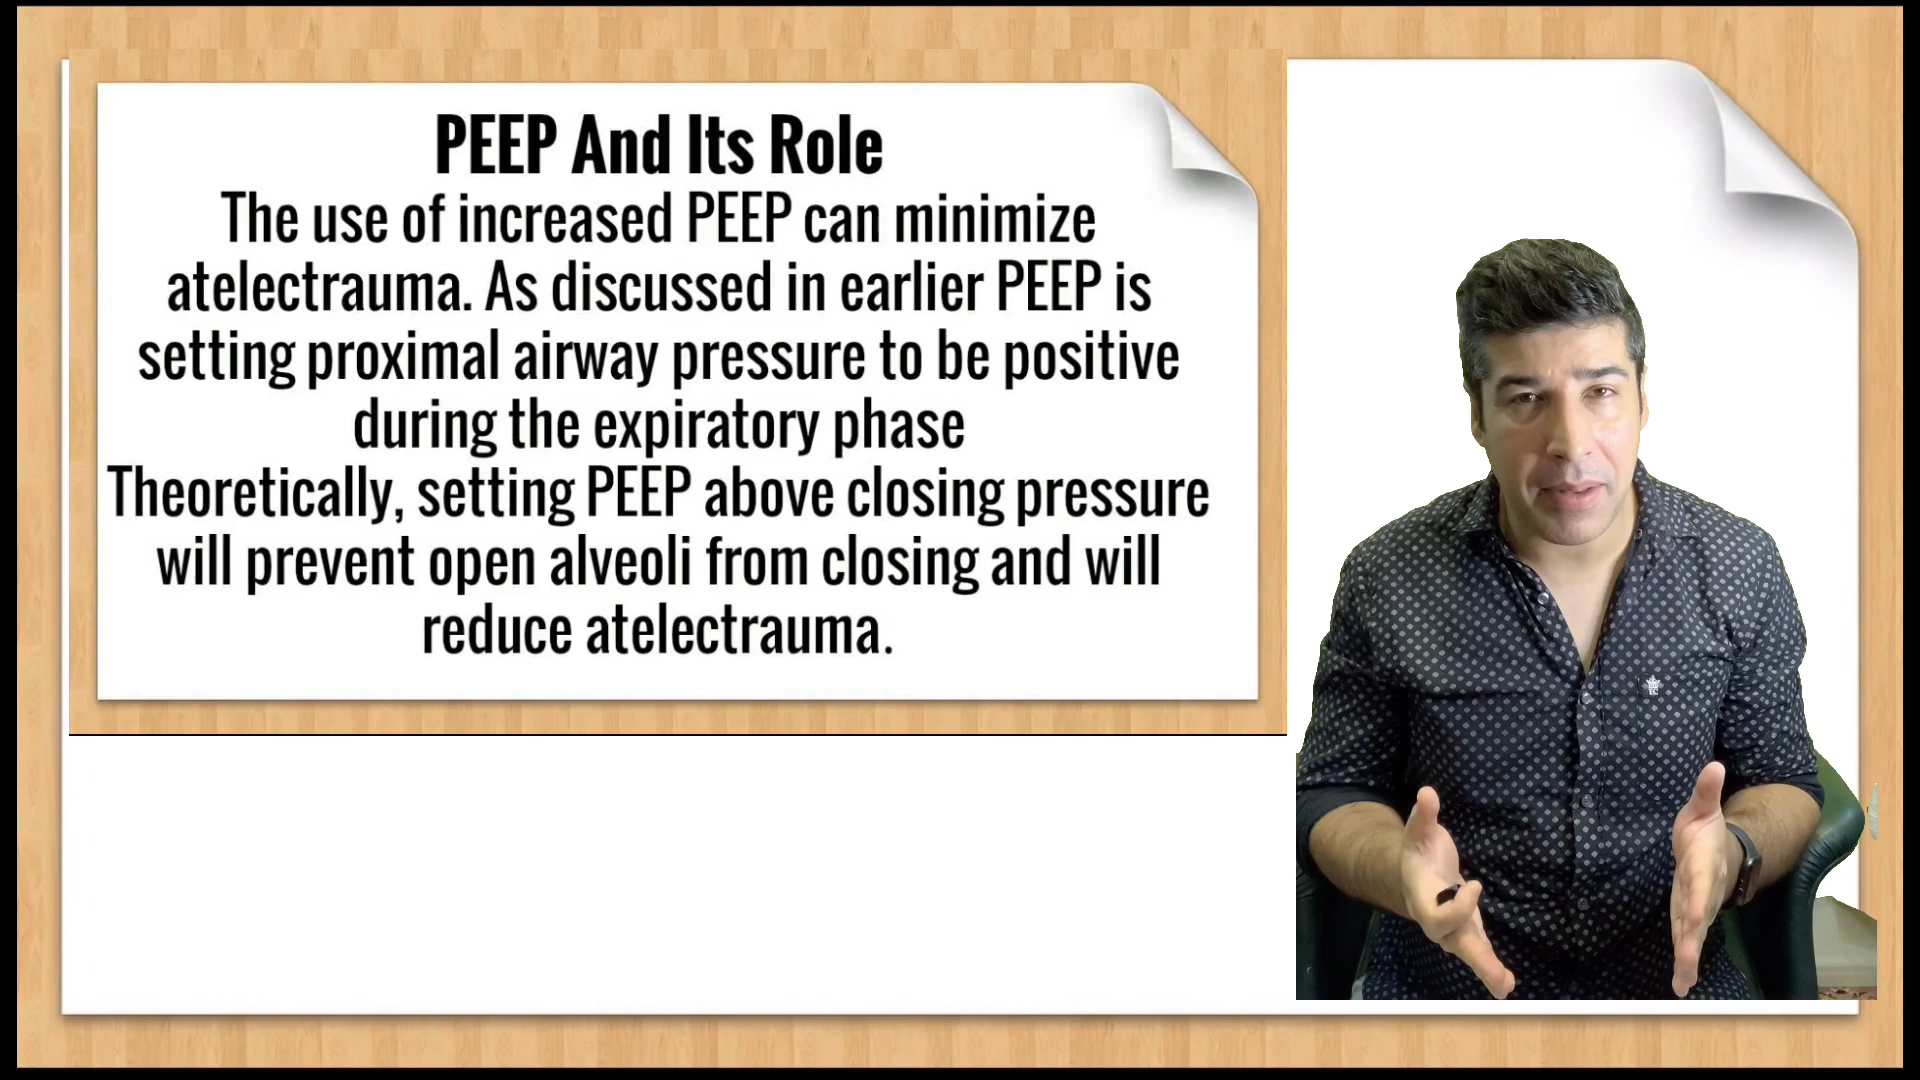 PEEP And Its Role
The use of increased PEEP can minimize
atelectrauma. As discussed in earlier PEEP is
setting proximal airway pressure to be positive
during the expiratory phase
Theoretically, setting PEEP above closing pressure
will prevent open alveoli from closing and will
reduce atelectrauma.